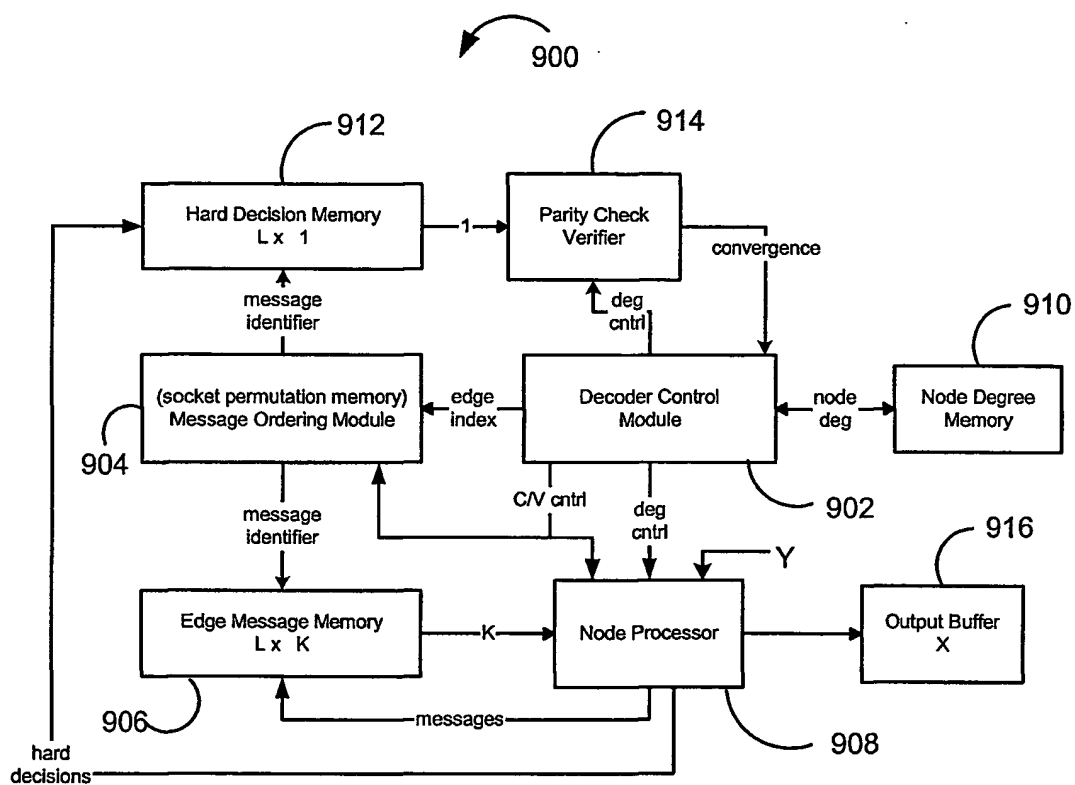 900
912
914
Hard Decision Memory
L x 1
1
Parity Check
Verifier
convergence
message
identifier
deg
cntrl
910
(socket permutation memory)
Message Ordering Module
edge
index
Decoder Control
Module
node
deg
Node Degree
Memory
904
902
message
identifier
C/V cntrl
deg
cntrl
916
Y
Edge Message Memory
L x K
K
Node Processor
Output Buffer
X
906
messages
908
hard
decisions